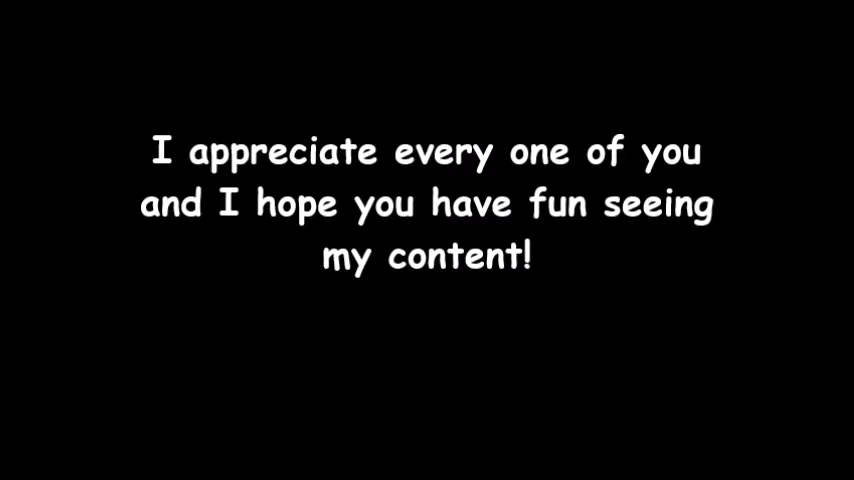 I appreciate every one of you
and I hope you have fun seeing
my content!